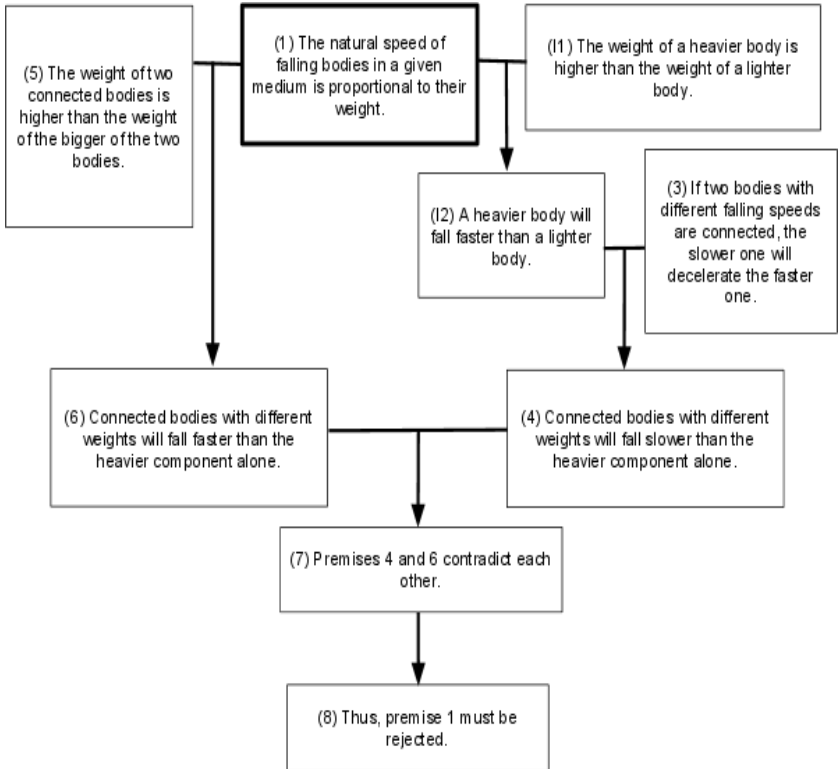 (5) The weight of two
connected bodies is
higher than the weight
of the bigger of the two
bodies.
(1) The natural speed of
falling bodies in a given
medium is proportional to their
weight.
(I1) The weight of a heavier body is
higher than the weight of a lighter
body.
(I2) A heavier body will
fall faster than a lighter
body.
(3) If two bodies with
different falling speeds
are connected, the
slower one will
decelerate the faster
one.
(6) Connected bodies with different
weights will fall faster than the
heavier component alone.
(4) Connected bodies with different
weights will fall slower than the
heavier component alone.
(7) Premises 4 and 6 contradict each
other.
(8) Thus, premise 1 must be
rejected.